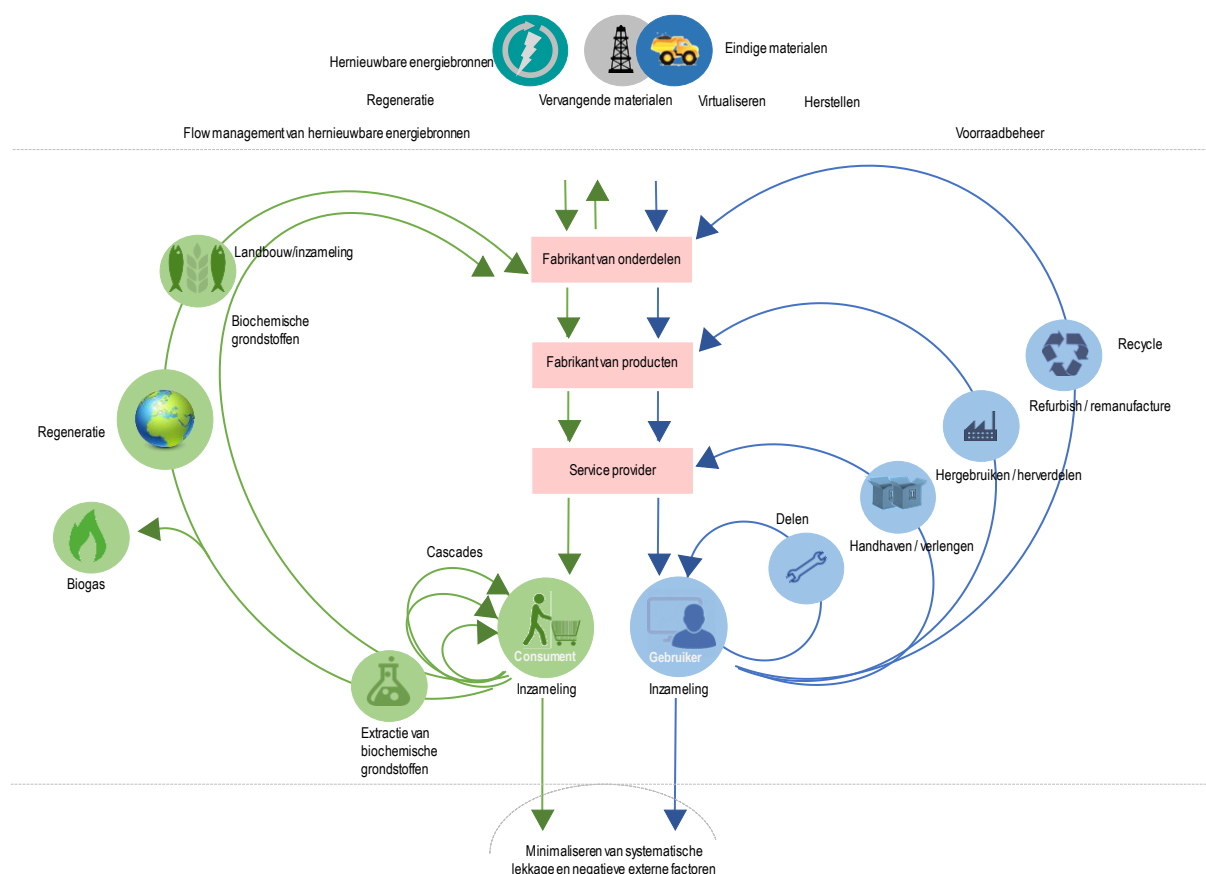 Hernieuwbare energiebronnen
Eindige materialen
Regeneratie
Vervangende materialen
Virtualiseren
Herstellen
Flow management van hernieuwbare energiebronnen
Voorraadbeheer
Landbouw/inzameling
Fabrikant van onderdelen
Biochemische
grondstoffen
Recycle
Fabrikant van producten
Refurbish / remanufacture
Regeneratie
Service provider
Hergebruiken / herverdelen
Delen
Handhaven / verlengen
Biogas
Cascades
Consument
Gebruiker
Inzameling
Inzameling
Extractie van
biochemische
grondstoffen
Minimaliseren van systematische
lekkage en negatieve externe factoren